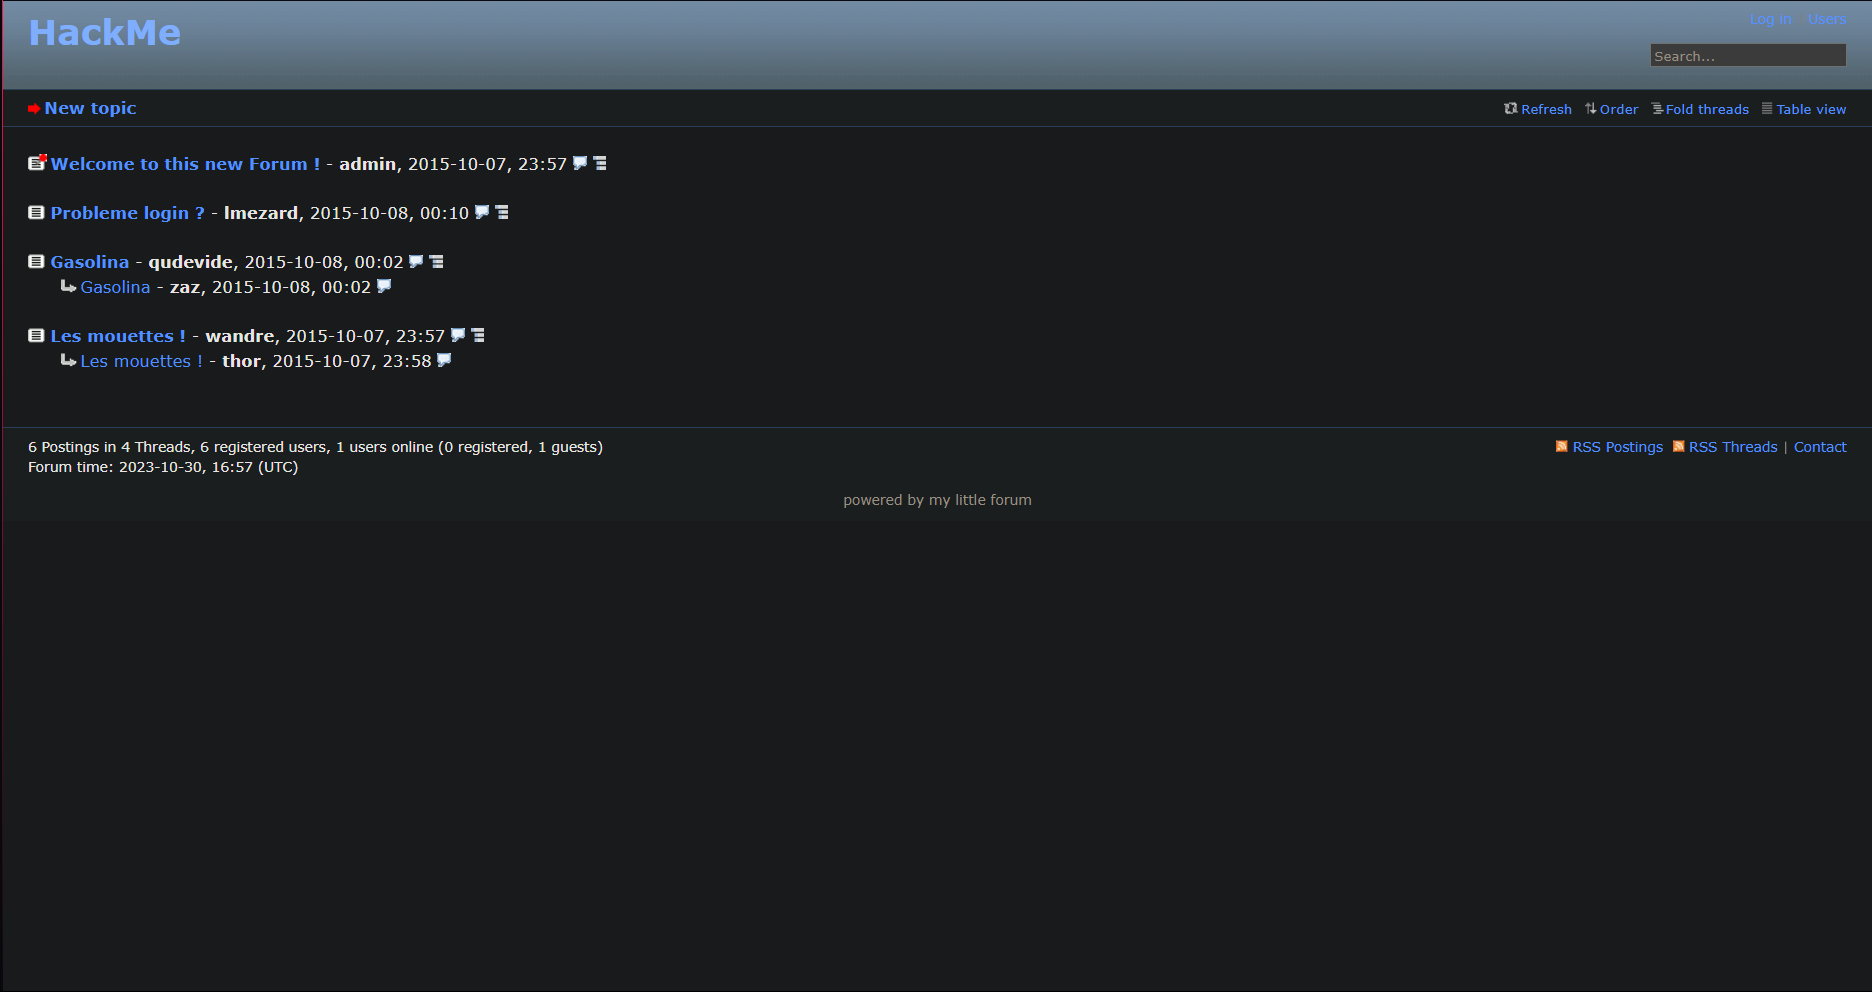 HackMe
Log in Users
Search...
New topic
Refresh Order Fold threads Table view
Welcome to this new Forum ! - admin, 2015-10-07, 23:57
Probleme login ? - lmezard, 2015-10-08, 00:10
Gasolina - qudevide, 2015-10-08, 00:02
Gasolina - zaz, 2015-10-08, 00:02
Les mouettes ! - wandre, 2015-10-07, 23:57
Les mouettes ! - thor, 2015-10-07, 23:58
6 Postings in 4 Threads, 6 registered users, 1 users online (0 registered, 1 guests)
Forum time: 2023-10-30, 16:57 (UTC)
RSS Postings RSS Threads | Contact
powered by my little forum